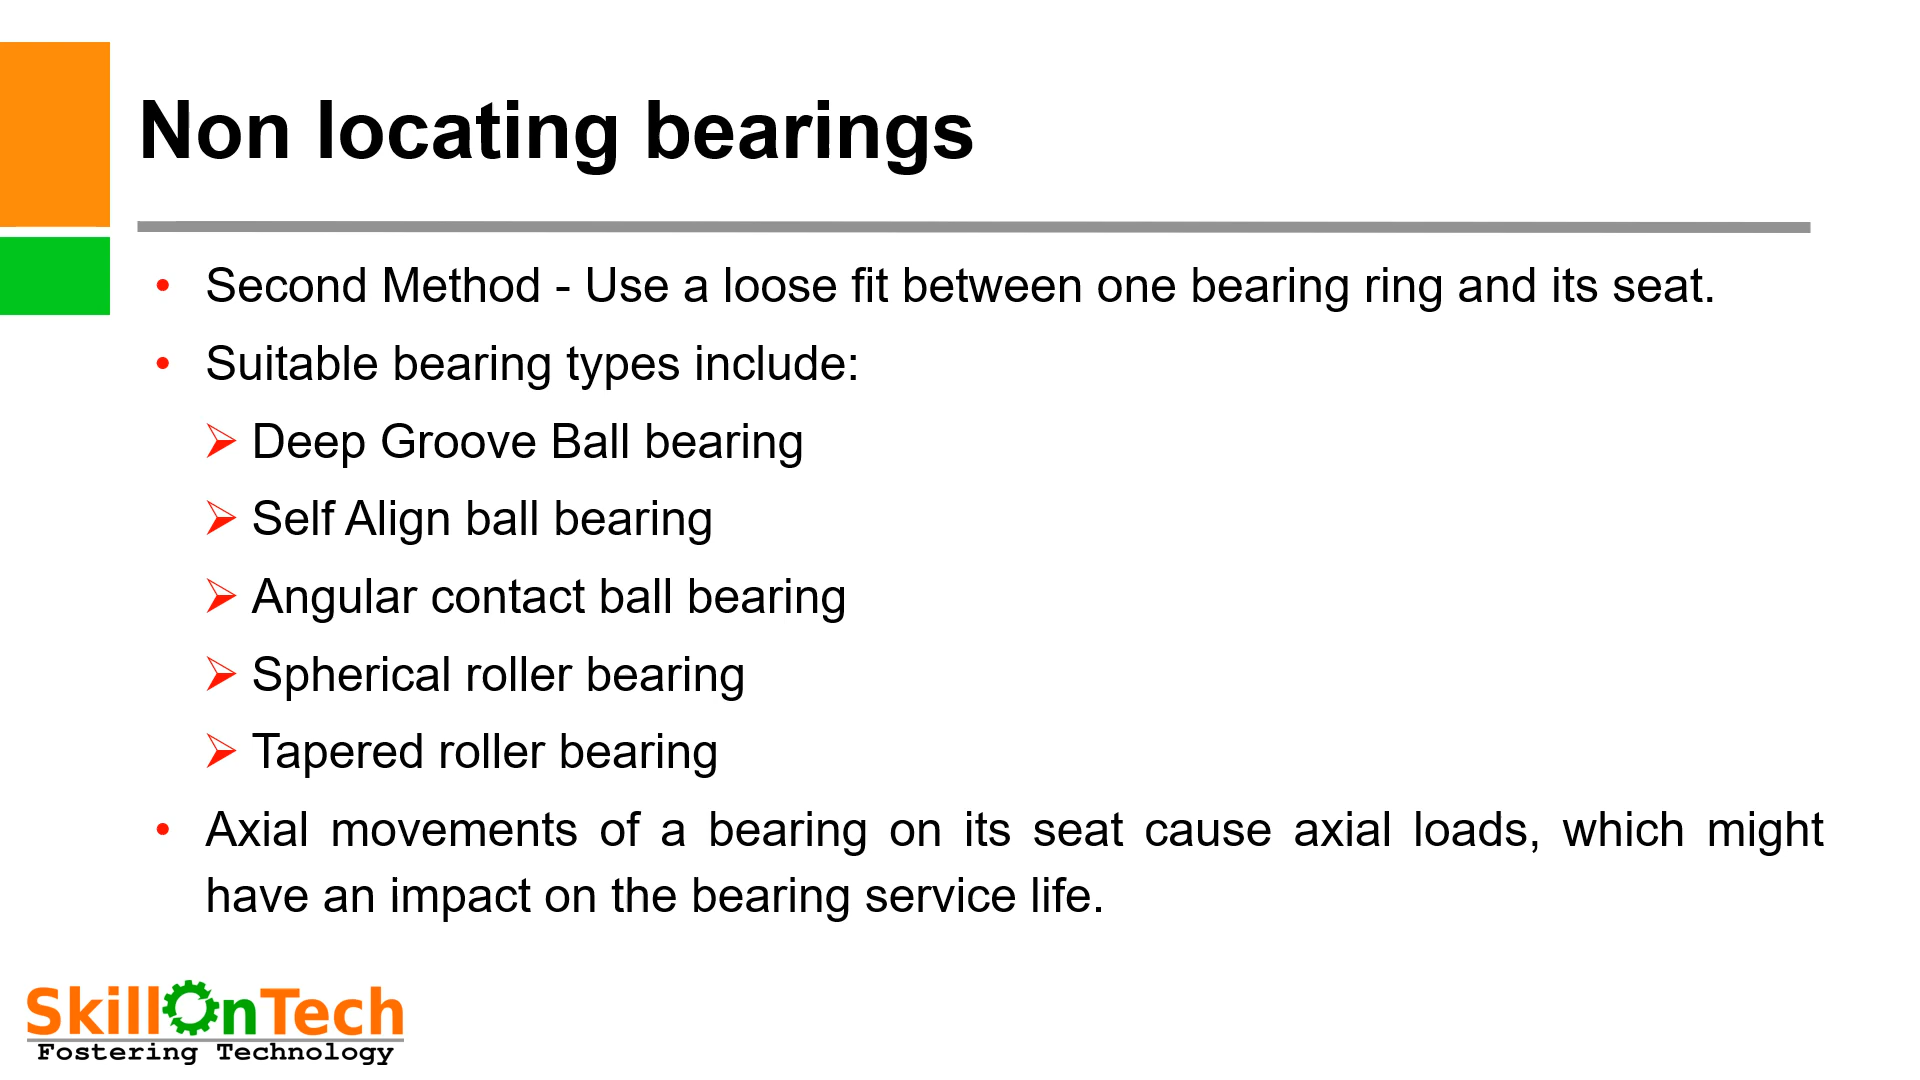 Non locating bearings
• Second Method - Use a loose fit between one bearing ring and its seat.
• Suitable bearing types include:
➢ Deep Groove Ball bearing
➢ Self Align ball bearing
➢ Angular contact ball bearing
➢ Spherical roller bearing
➢ Tapered roller bearing
• Axial movements of a bearing on its seat cause axial loads, which might
have an impact on the bearing service life.
SkillOnTech
Fostering Technology